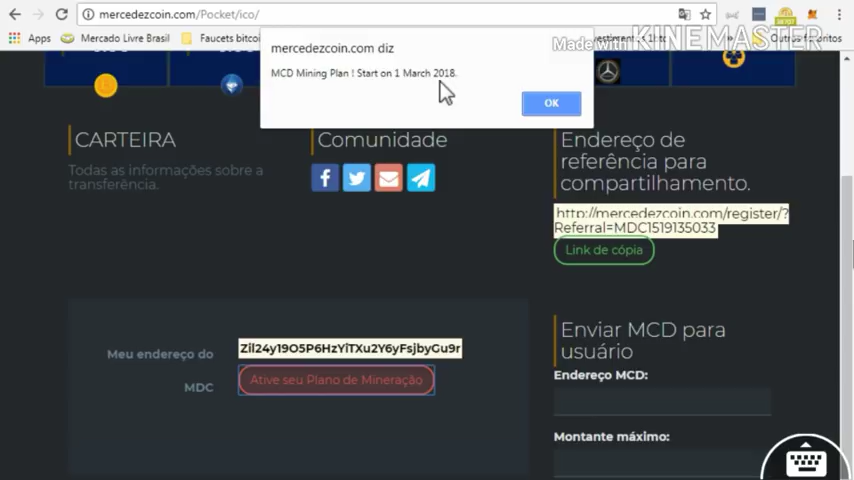 mercedezcoin.com/Pocket/ico/
Apps
Mercado Livre Brasil
Faucets bitcoi
Outros favoritos
Made with KINEMASTER
mercedezcoin.com diz
MCD Mining Plan ! Start on 1 March 2018.
OK
CARTEIRA
Todas as informações sobre a
transferência.
Comunidade
Endereço de
referência para
compartilhamento.
http://mercedezcoin.com/register/?
Referral=MDC1519135033
Link de cópia
Meu endereço do
MDC
Zil24y19O5P6HzYiTXu2Y6yFsjbyGu9r
Ative seu Plano de Mineração
Enviar MCD para
usuário
Endereço MCD:
Montante máximo: